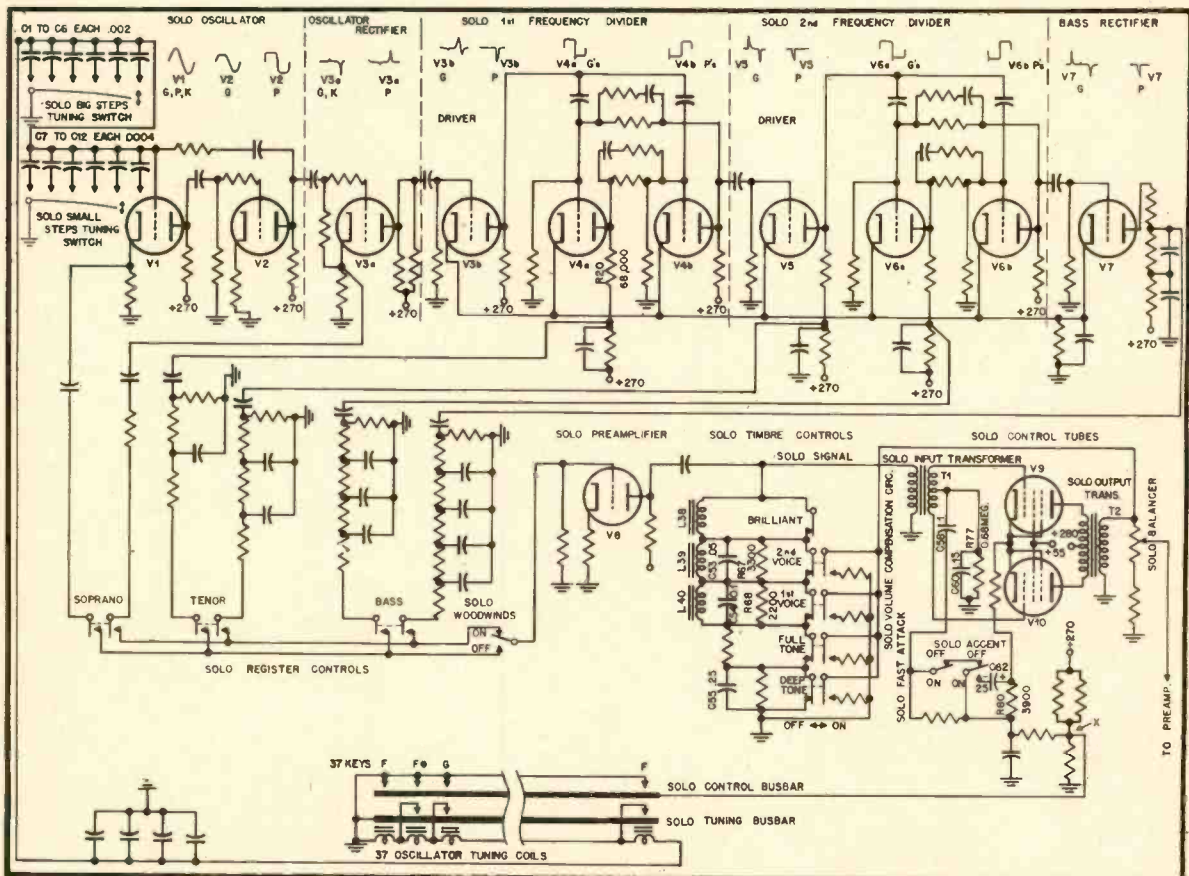 SOLO OSCILLATOR
OSCILLATOR RECTIFIER
SOLO 1st FREQUENCY DIVIDER
SOLO 2nd FREQUENCY DIVIDER
BASS RECTIFIER
C1 TO C6 EACH .002
V1
G,P,K
V2
G
V2
P
V3a
G,K
V3a
P
V3b
G
V3b
P
V4a G's
V4b P's
V5
G
V5
P
V6a G's
V6b P's
V7
G
V7
P
SOLO BIG STEPS
TUNING SWITCH
DRIVER
DRIVER
C7 TO C12 EACH .0004
SOLO SMALL
STEPS TUNING
SWITCH
V1
V2
V3a
V3b
V4a
R20
68,000
V4b
V5
V6a
V6b
V7
+270
+270
+270
+270
+270
+270
+270
+270
+270
+270
+270
SOLO PREAMPLIFIER
SOLO TIMBRE CONTROLS
SOLO CONTROL TUBES
SOLO SIGNAL
SOLO INPUT TRANSFORMER
T1
V9
SOLO OUTPUT
TRANS.
T2
V8
L38
L39
L40
C53 .05
R67
3300
R68
2200
C55 .25
BRILLIANT
2nd
VOICE
1st
VOICE
FULL
TONE
DEEP
TONE
OFF ↔ ON
SOLO VOLUME COMPENSATION CIRC.
C60 .15
R77
0.68MEG.
+280
+55
V10
SOLO BALANCER
SOLO FAST ATTACK
SOLO ACCENT
OFF OFF
ON ON
C62
25
R80
3900
+270
X
TO PREAMP.
SOPRANO
TENOR
BASS
SOLO
WOODWINDS
ON
OFF
SOLO REGISTER CONTROLS
37 KEYS F F# G F
SOLO CONTROL BUSBAR
SOLO TUNING BUSBAR
37 OSCILLATOR TUNING COILS